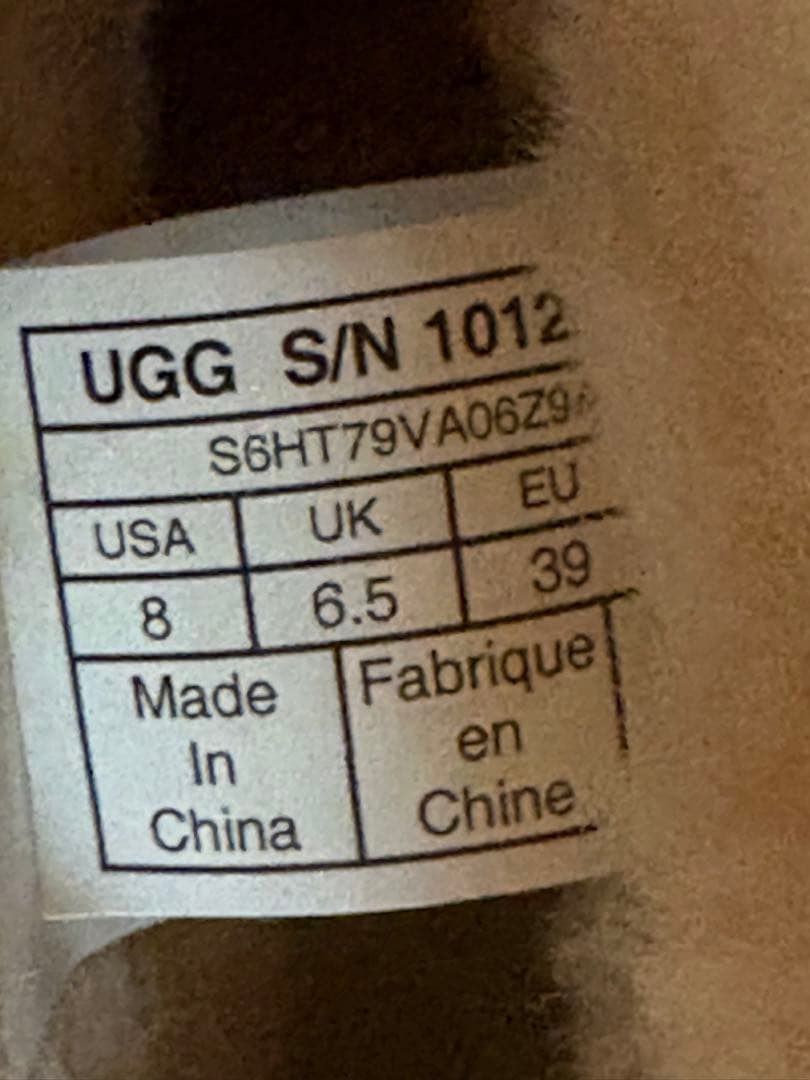 UGG S/N 1012
S6HT79VA06Z9
USA UK EU
8 6.5 39
Made
In
China
Fabrique
en
Chine